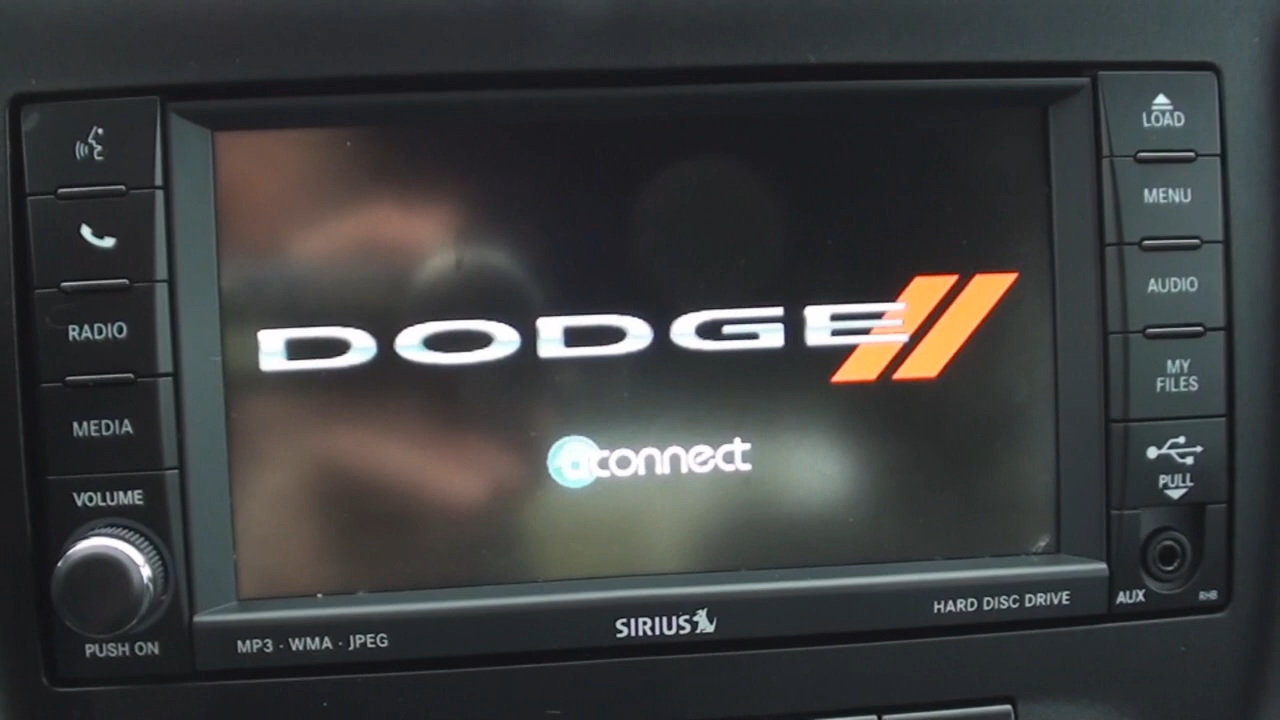 LOAD
MENU
RADIO
AUDIO
MEDIA
MY
FILES
VOLUME
PULL
PUSH ON
AUX
RHB
DODGE
uconnect
MP3 · WMA · JPEG
SIRIUS
HARD DISC DRIVE